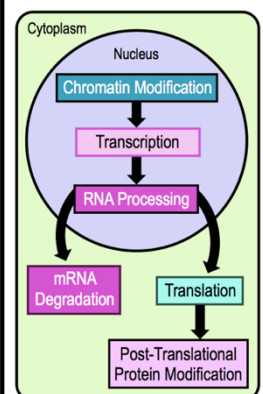 Cytoplasm
Nucleus
Chromatin Modification
Transcription
RNA Processing
mRNA
Degradation
Translation
Post-Translational
Protein Modification